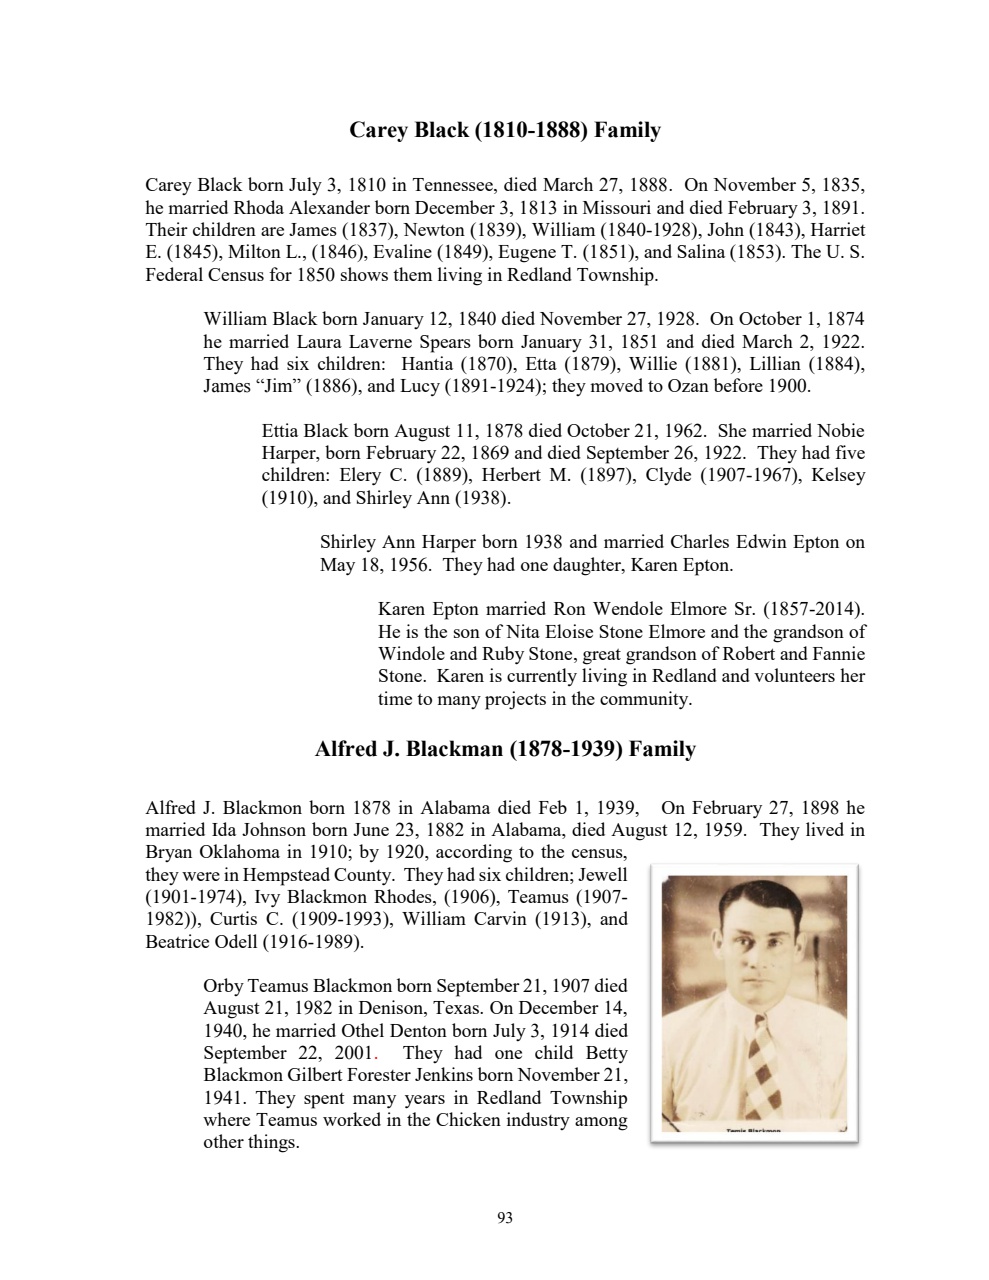 Carey Black (1810-1888) Family
Carey Black born July 3, 1810 in Tennessee, died March 27, 1888.  On November 5, 1835,
he married Rhoda Alexander born December 3, 1813 in Missouri and died February 3, 1891.
Their children are James (1837), Newton (1839), William (1840-1928), John (1843), Harriet
E. (1845), Milton L., (1846), Evaline (1849), Eugene T. (1851), and Salina (1853). The U. S.
Federal Census for 1850 shows them living in Redland Township.
William Black born January 12, 1840 died November 27, 1928.  On October 1, 1874
he married Laura Laverne Spears born January 31, 1851 and died March 2, 1922.
They had six children:  Hantia (1870), Etta (1879), Willie (1881), Lillian (1884),
James “Jim” (1886), and Lucy (1891-1924); they moved to Ozan before 1900.
Ettia Black born August 11, 1878 died October 21, 1962.  She married Nobie
Harper, born February 22, 1869 and died September 26, 1922.  They had five
children: Elery C. (1889), Herbert M. (1897), Clyde (1907-1967), Kelsey
(1910), and Shirley Ann (1938).
Shirley Ann Harper born 1938 and married Charles Edwin Epton on
May 18, 1956.  They had one daughter, Karen Epton.
Karen Epton married Ron Wendole Elmore Sr. (1857-2014).
He is the son of Nita Eloise Stone Elmore and the grandson of
Windole and Ruby Stone, great grandson of Robert and Fannie
Stone.  Karen is currently living in Redland and volunteers her
time to many projects in the community.
Alfred J. Blackman (1878-1939) Family
Alfred J. Blackmon born 1878 in Alabama died Feb 1, 1939,   On February 27, 1898 he
married Ida Johnson born June 23, 1882 in Alabama, died August 12, 1959.  They lived in
Bryan Oklahoma in 1910; by 1920, according to the census,
they were in Hempstead County.  They had six children; Jewell
(1901-1974), Ivy Blackmon Rhodes, (1906), Teamus (1907-
1982)), Curtis C. (1909-1993), William Carvin (1913), and
Beatrice Odell (1916-1989).
Orby Teamus Blackmon born September 21, 1907 died
August 21, 1982 in Denison, Texas. On December 14,
1940, he married Othel Denton born July 3, 1914 died
September 22, 2001.  They had one child Betty
Blackmon Gilbert Forester Jenkins born November 21,
1941. They spent many years in Redland Township
where Teamus worked in the Chicken industry among
other things.
Temis Blackmon
93